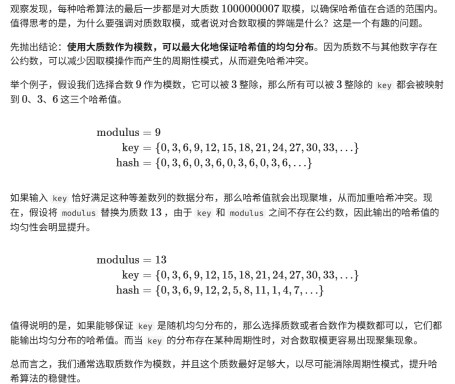 观察发现，每种哈希算法的最后一步都是对大质数 1000000007 取模，以确保哈希值在合适的范围内。
值得思考的是，为什么要强调对质数取模，或者说对合数取模的弊端是什么？这是一个有趣的问题。
先抛出结论：使用大质数作为模数，可以最大化地保证哈希值的均匀分布。因为质数不与其他数字存在
公约数，可以减少因取模操作而产生的周期性模式，从而避免哈希冲突。
举个例子，假设我们选择合数 9 作为模数，它可以被 3 整除，那么所有可以被 3 整除的 key 都会被映射
到 0、3、6 这三个哈希值。
modulus = 9
key = {0, 3, 6, 9, 12, 15, 18, 21, 24, 27, 30, 33, …}
hash = {0, 3, 6, 0, 3, 6, 0, 3, 6, 0, 3, 6, …}
如果输入 key 恰好满足这种等差数列的数据分布，那么哈希值就会出现聚堆，从而加重哈希冲突。现
在，假设将 modulus 替换为质数 13 ，由于 key 和 modulus 之间不存在公约数，因此输出的哈希值的
均匀性会明显提升。
modulus = 13
key = {0, 3, 6, 9, 12, 15, 18, 21, 24, 27, 30, 33, …}
hash = {0, 3, 6, 9, 12, 2, 5, 8, 11, 1, 4, 7, …}
值得说明的是，如果能够保证 key 是随机均匀分布的，那么选择质数或者合数作为模数都可以，它们都
能输出均匀分布的哈希值。而当 key 的分布存在某种周期性时，对合数取模更容易出现聚集现象。
总而言之，我们通常选取质数作为模数，并且这个质数最好足够大，以尽可能消除周期性模式，提升哈
希算法的稳健性。